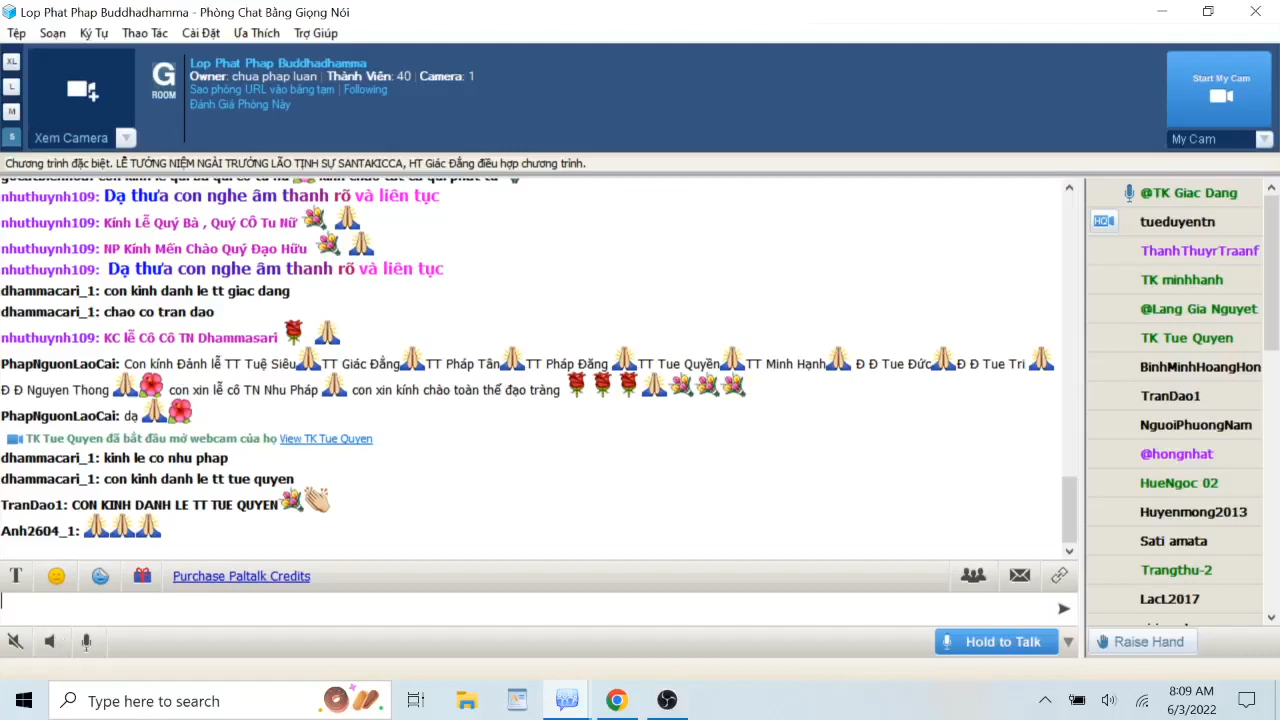 Lop Phat Phap Buddhadhamma - Phòng Chat Bằng Giọng Nói
Tệp Soạn Ký Tự Thao Tác Cài Đặt Ưa Thích Trợ Giúp
XL
L
M
S
Xem Camera
G
ROOM
Lop Phat Phap Buddhadhamma
Owner: chua phap luan | Thành Viên: 40 | Camera: 1
Sao phòng URL vào bảng tạm | Following
Đánh Giá Phòng Này
Start My Cam
My Cam
Chương trình đặc biệt. LỄ TƯỞNG NIỆM NGÀI TRƯỞNG LÃO TỊNH SỰ SANTAKICCA, HT Giác Đẳng điều hợp chương trình.
nhuthuynh109: Dạ thưa con nghe âm thanh rõ và liên tục
nhuthuynh109: Kính Lễ Quý Bà , Quý CÔ Tu Nữ
nhuthuynh109: NP Kính Mến Chào Quý Đạo Hữu
nhuthuynh109: Dạ thưa con nghe âm thanh rõ và liên tục
dhammacari_1: con kinh danh le tt giac dang
dhammacari_1: chao co tran dao
nhuthuynh109: KC lễ Cô Cô TN Dhammasari
PhapNguonLaoCai: Con kính Đảnh lễ TT Tuệ Siêu TT Giác Đẳng TT Pháp Tân TT Pháp Đăng TT Tue Quyền TT Minh Hạnh Đ Đ Tue Đức Đ Đ Tue Tri
Đ Đ Nguyen Thong con xin lễ cô TN Nhu Pháp con xin kính chào toàn thể đạo tràng
PhapNguonLaoCai: dạ
TK Tue Quyen đã bắt đầu mở webcam của họ View TK Tue Quyen
dhammacari_1: kinh le co nhu phap
dhammacari_1: con kinh danh le tt tue quyen
TranDao1: CON KINH DANH LE TT TUE QUYEN
Anh2604_1:
@TK Giac Dang
HQ
tueduyentn
ThanhThuyrTraanf
TK minhhanh
@Lang Gia Nguyet
TK Tue Quyen
BinhMinhHoangHon
TranDao1
NguoiPhuongNam
@hongnhat
HueNgoc 02
Huyenmong2013
Sati amata
Trangthu-2
LacL2017
T
Purchase Paltalk Credits
Hold to Talk
Raise Hand
Type here to search
8:09 AM
6/3/2022